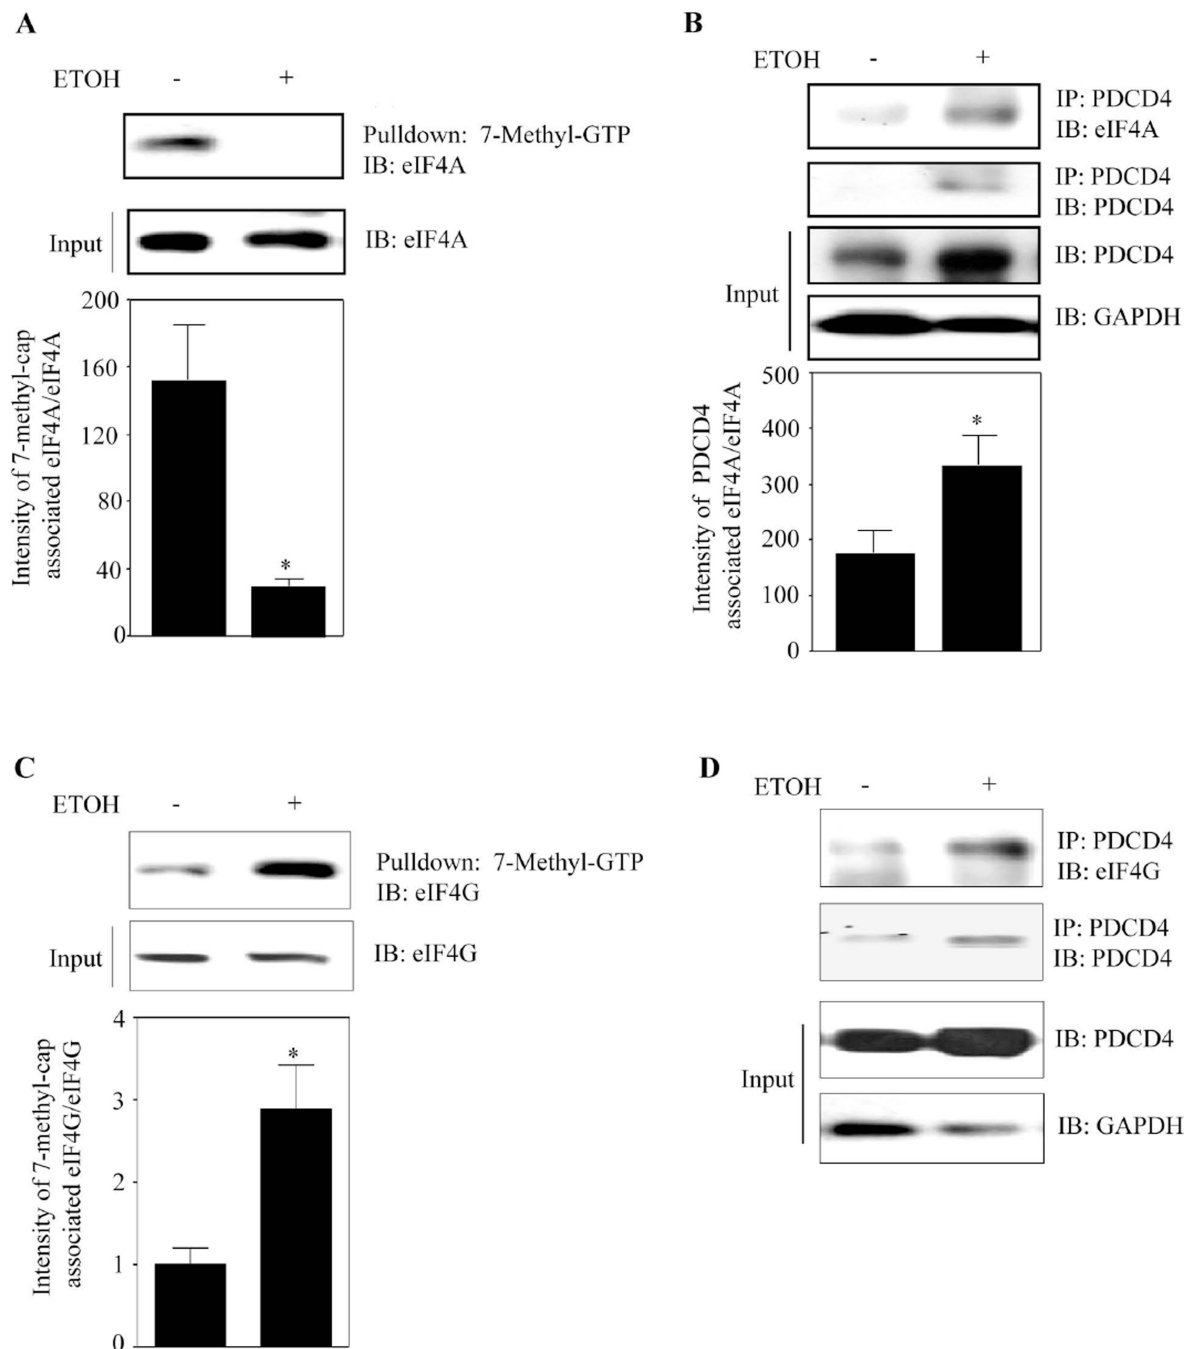 A
ETOH - +
Pulldown: 7-Methyl-GTP
IB: eIF4A
Input
IB: eIF4A
200
160
120
80
40
0
Intensity of 7-methyl-cap
associated eIF4A/eIF4A
*
B
ETOH - +
IP: PDCD4
IB: eIF4A
IP: PDCD4
IB: PDCD4
Input
IB: PDCD4
IB: GAPDH
500
400
300
200
100
0
Intensity of PDCD4
associated eIF4A/eIF4A
*
C
ETOH - +
Pulldown: 7-Methyl-GTP
IB: eIF4G
Input
IB: eIF4G
4
3
2
1
0
Intensity of 7-methyl-cap
associated eIF4G/eIF4G
*
D
ETOH - +
IP: PDCD4
IB: eIF4G
IP: PDCD4
IB: PDCD4
Input
IB: PDCD4
IB: GAPDH